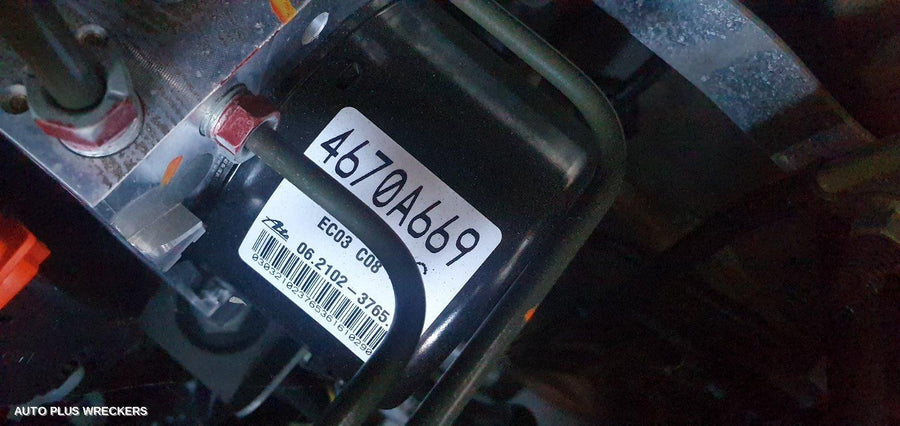 4670A669
EC03 C08
06.2102-3765.
AUTO PLUS WRECKERS